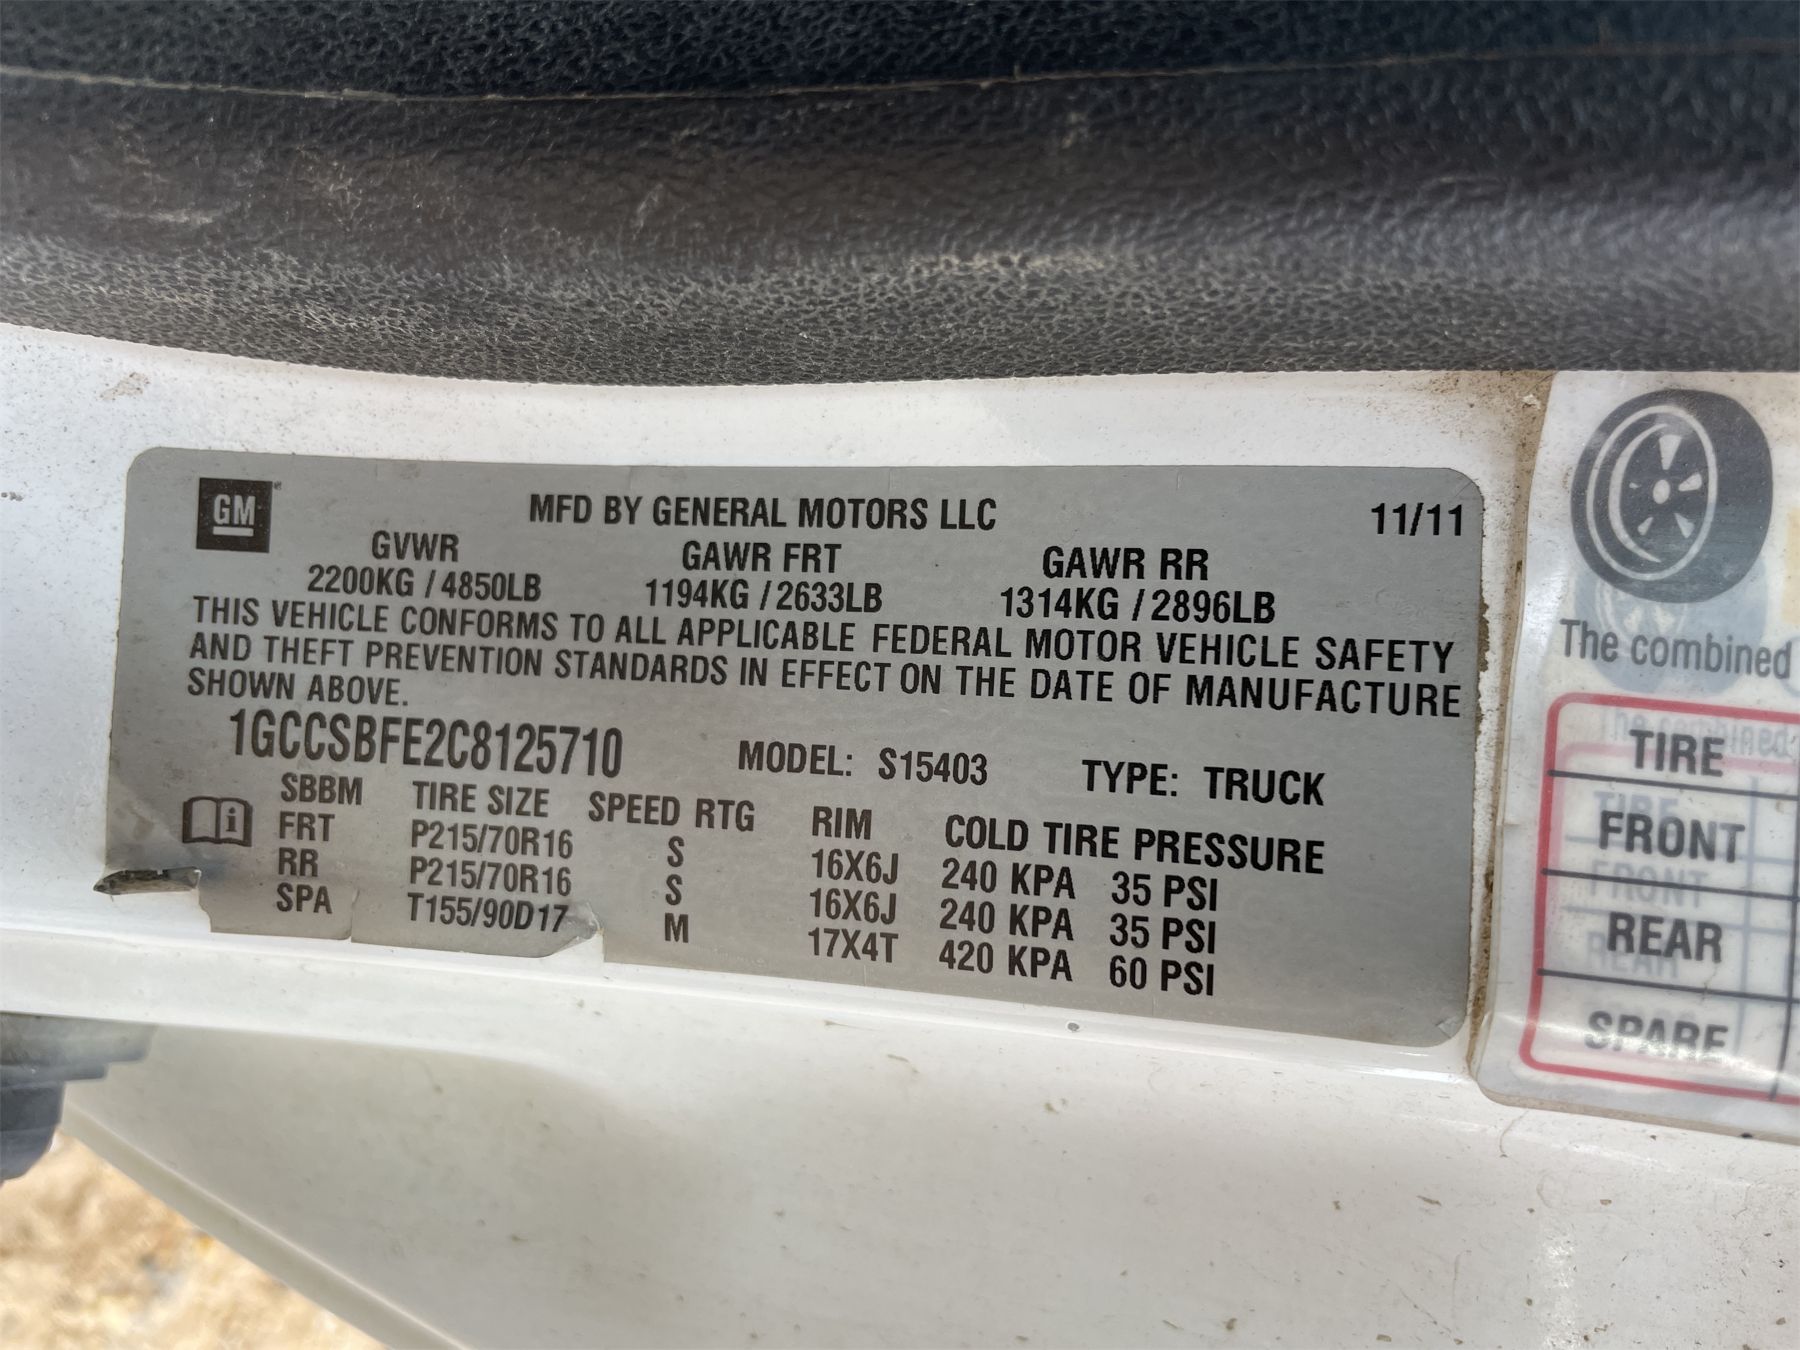 GM
MFD BY GENERAL MOTORS LLC 11/11
GVWR GAWR FRT GAWR RR
2200KG / 4850LB 1194KG / 2633LB 1314KG / 2896LB
THIS VEHICLE CONFORMS TO ALL APPLICABLE FEDERAL MOTOR VEHICLE SAFETY
AND THEFT PREVENTION STANDARDS IN EFFECT ON THE DATE OF MANUFACTURE
SHOWN ABOVE.
1GCCSBFE2C8125710 MODEL: S15403 TYPE: TRUCK
SBBM TIRE SIZE SPEED RTG RIM COLD TIRE PRESSURE
FRT P215/70R16 S 16X6J 240 KPA 35 PSI
RR P215/70R16 S 16X6J 240 KPA 35 PSI
SPA T155/90D17 M 17X4T 420 KPA 60 PSI
The combined
TIRE
FRONT
REAR
SPARE